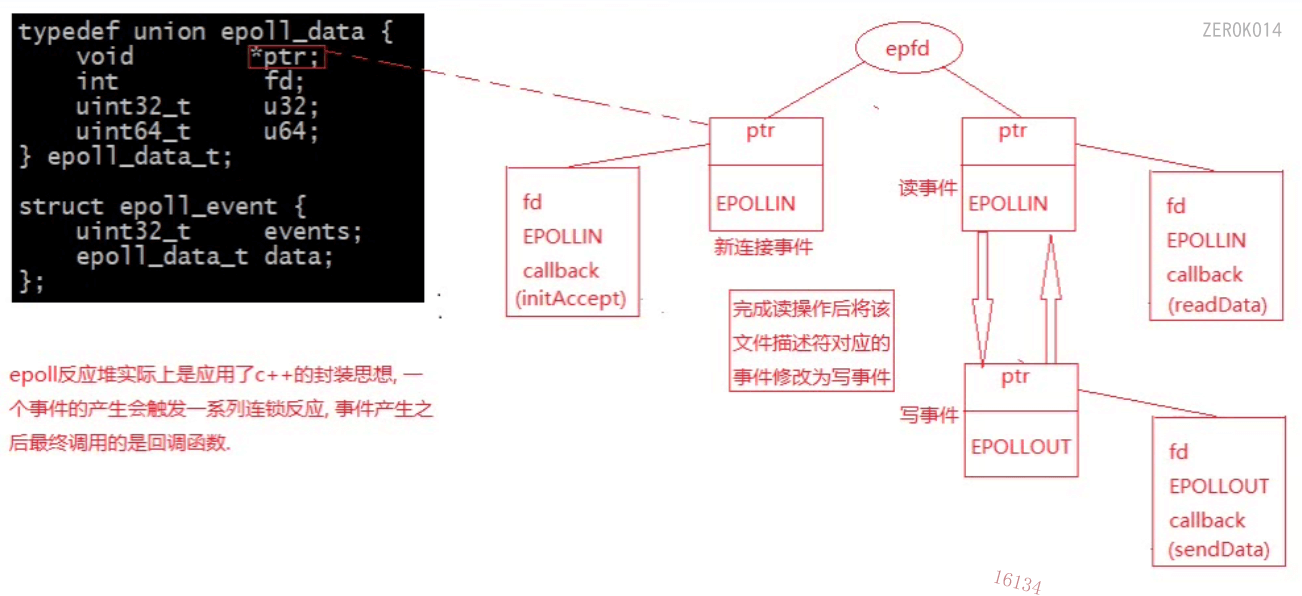 typedef union epoll_data {
void *ptr;
int fd;
uint32_t u32;
uint64_t u64;
} epoll_data_t;
struct epoll_event {
uint32_t events;
epoll_data_t data;
};
epoll反应堆实际上是应用了c++的封装思想, 一
个事件的产生会触发一系列连锁反应, 事件产生之
后最终调用的是回调函数.
ZER0K014
epfd
ptr
EPOLLIN
新连接事件
fd
EPOLLIN
callback
(initAccept)
ptr
读事件
EPOLLIN
fd
EPOLLIN
callback
(readData)
完成读操作后将该
文件描述符对应的
事件修改为写事件
ptr
写事件
EPOLLOUT
fd
EPOLLOUT
callback
(sendData)
16134